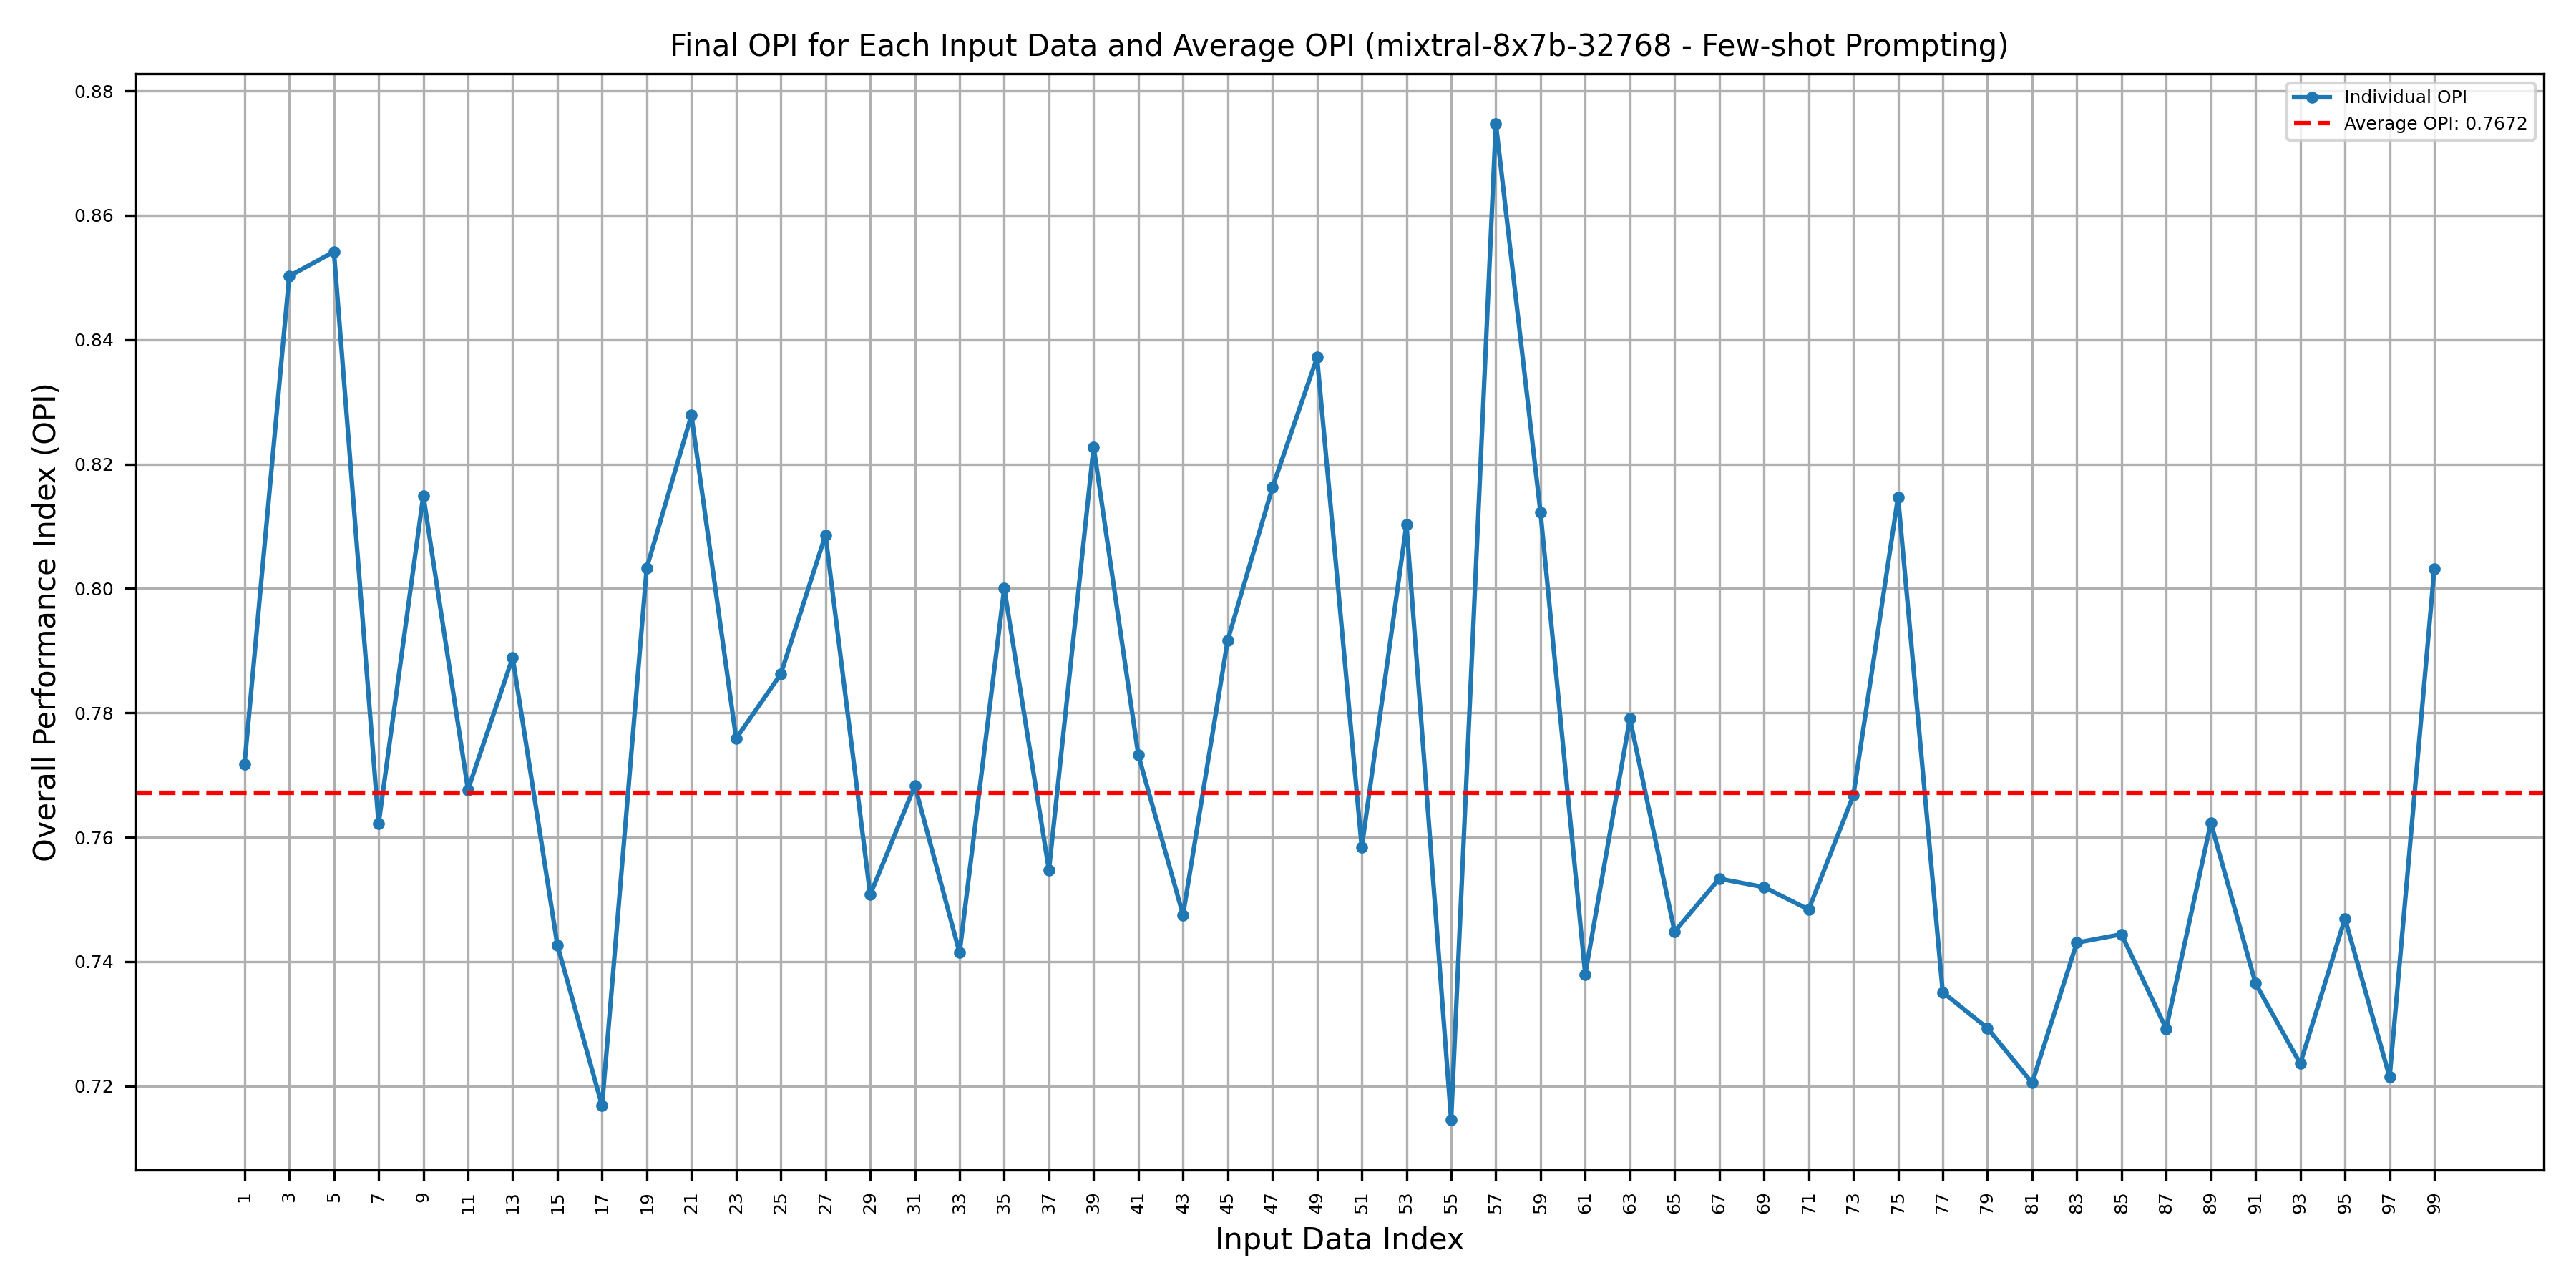 Final OPI for Each Input Data and Average OPI (mixtral-8x7b-32768 - Few-shot Prompting)
Individual OPI
Average OPI: 0.7672
Overall Performance Index (OPI)
0.88
0.86
0.84
0.82
0.80
0.78
0.76
0.74
0.72
1 3 5 7 9 11 13 15 17 19 21 23 25 27 29 31 33 35 37 39 41 43 45 47 49 51 53 55 57 59 61 63 65 67 69 71 73 75 77 79 81 83 85 87 89 91 93 95 97 99
Input Data Index